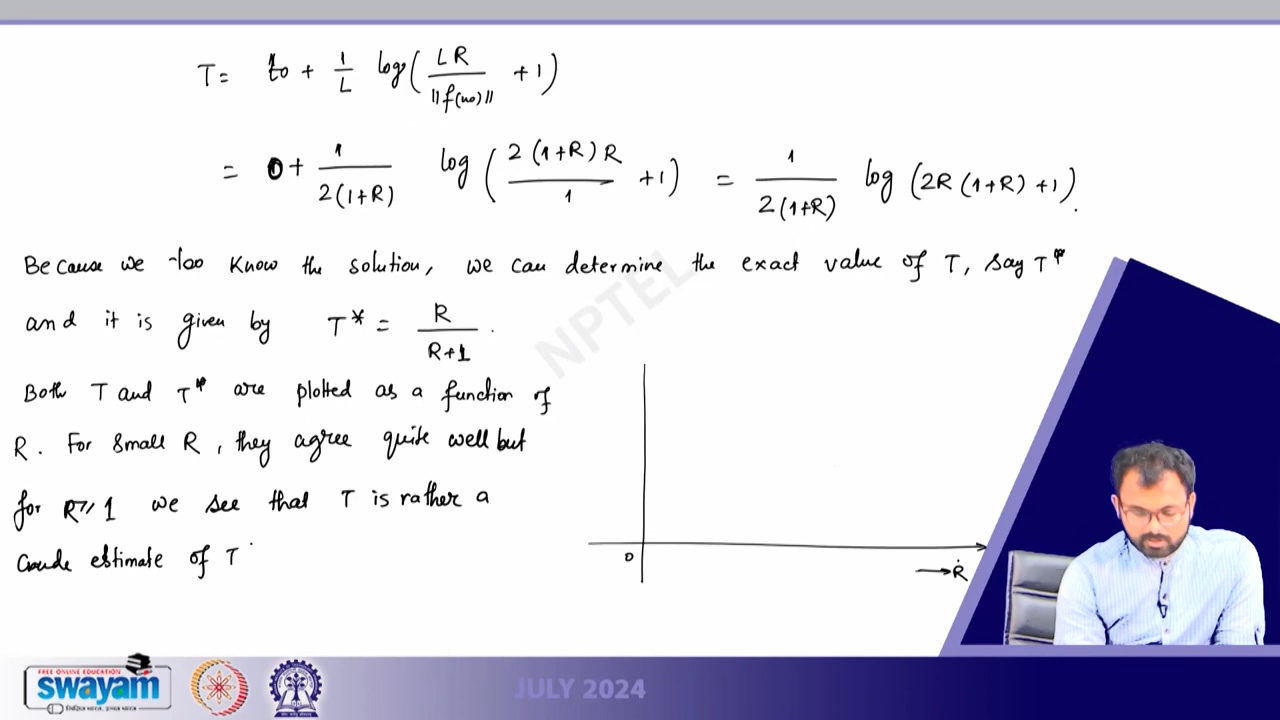 T = t0 + 1/L log( LR/||f(u0)|| + 1)
= 0 + 1/2(1+R) log( 2(1+R)R/1 + 1) = 1/2(1+R) log (2R(1+R) + 1).
Because we too know the solution, we can determine the exact value of T, say T*
and it is given by T* = R/R+1 .
Both T and T* are plotted as a function of
R. For small R, they agree quite well but
for R≥1 we see that T is rather a
crude estimate of T
0
→ R
NPTEL
FREE ONLINE EDUCATION
swayam
JULY 2024